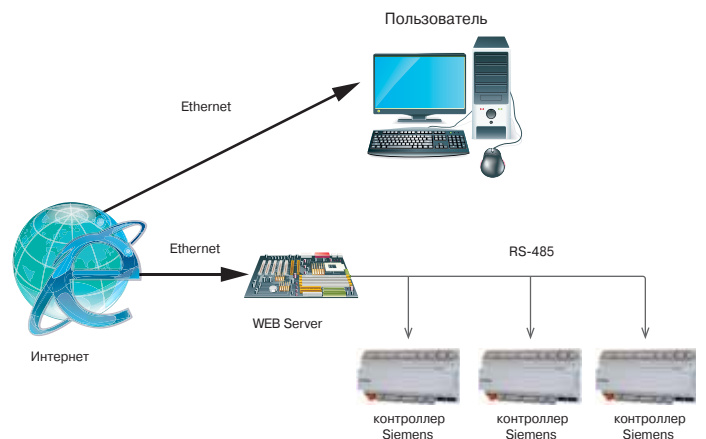 Пользователь
Ethernet
Ethernet
RS-485
WEB Server
Интернет
контроллер
Siemens
контроллер
Siemens
контроллер
Siemens